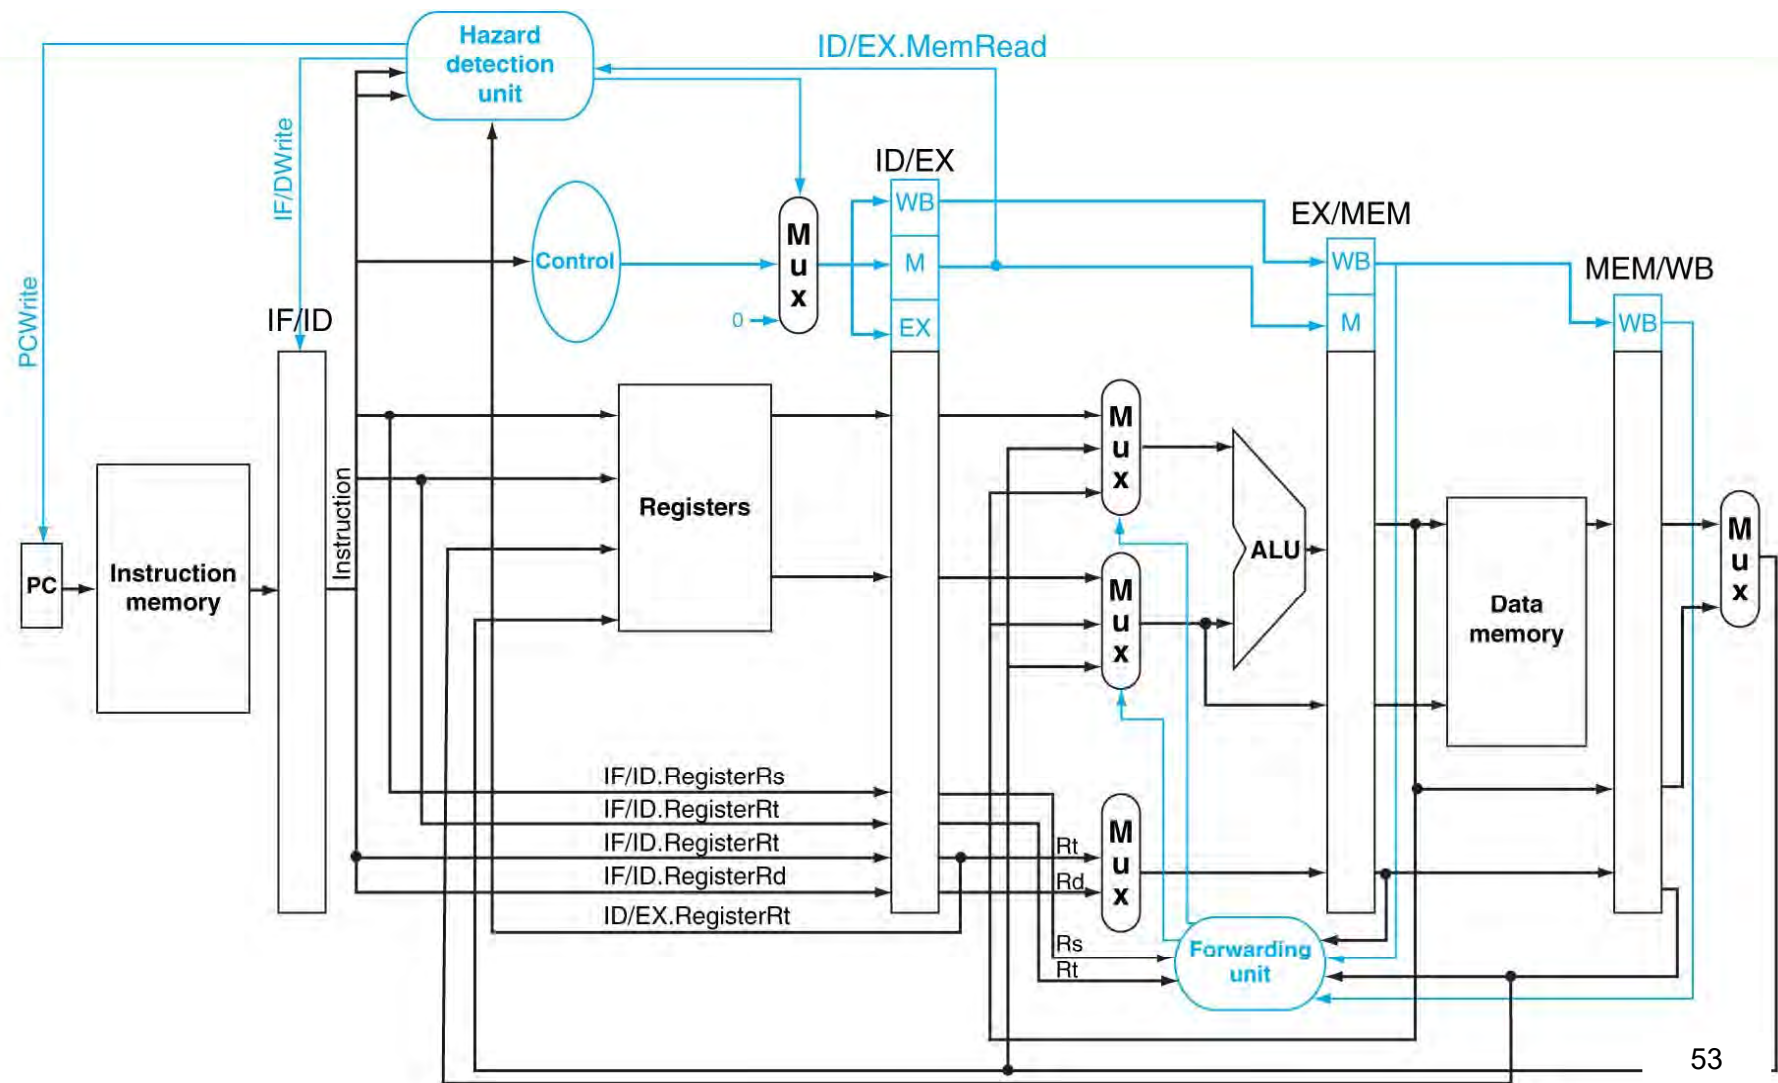 Hazard
detection
unit
ID/EX.MemRead
IF/DWrite
PCWrite
ID/EX
WB
M
EX
Control
0
M
u
x
EX/MEM
WB
M
MEM/WB
WB
IF/ID
Instruction
PC
Instruction
memory
Registers
M
u
x
M
u
x
ALU
Data
memory
M
u
x
IF/ID.RegisterRs
IF/ID.RegisterRt
IF/ID.RegisterRt
IF/ID.RegisterRd
ID/EX.RegisterRt
Rt
Rd
M
u
x
Rs
Rt
Forwarding
unit
53